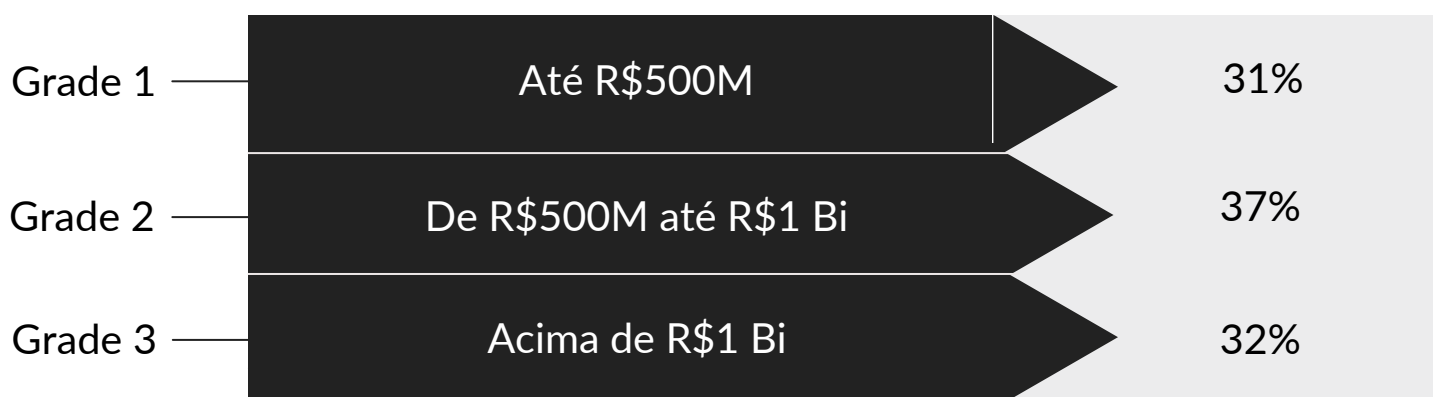 Grade 1 Até R$500M 31%
Grade 2 De R$500M até R$1 Bi 37%
Grade 3 Acima de R$1 Bi 32%